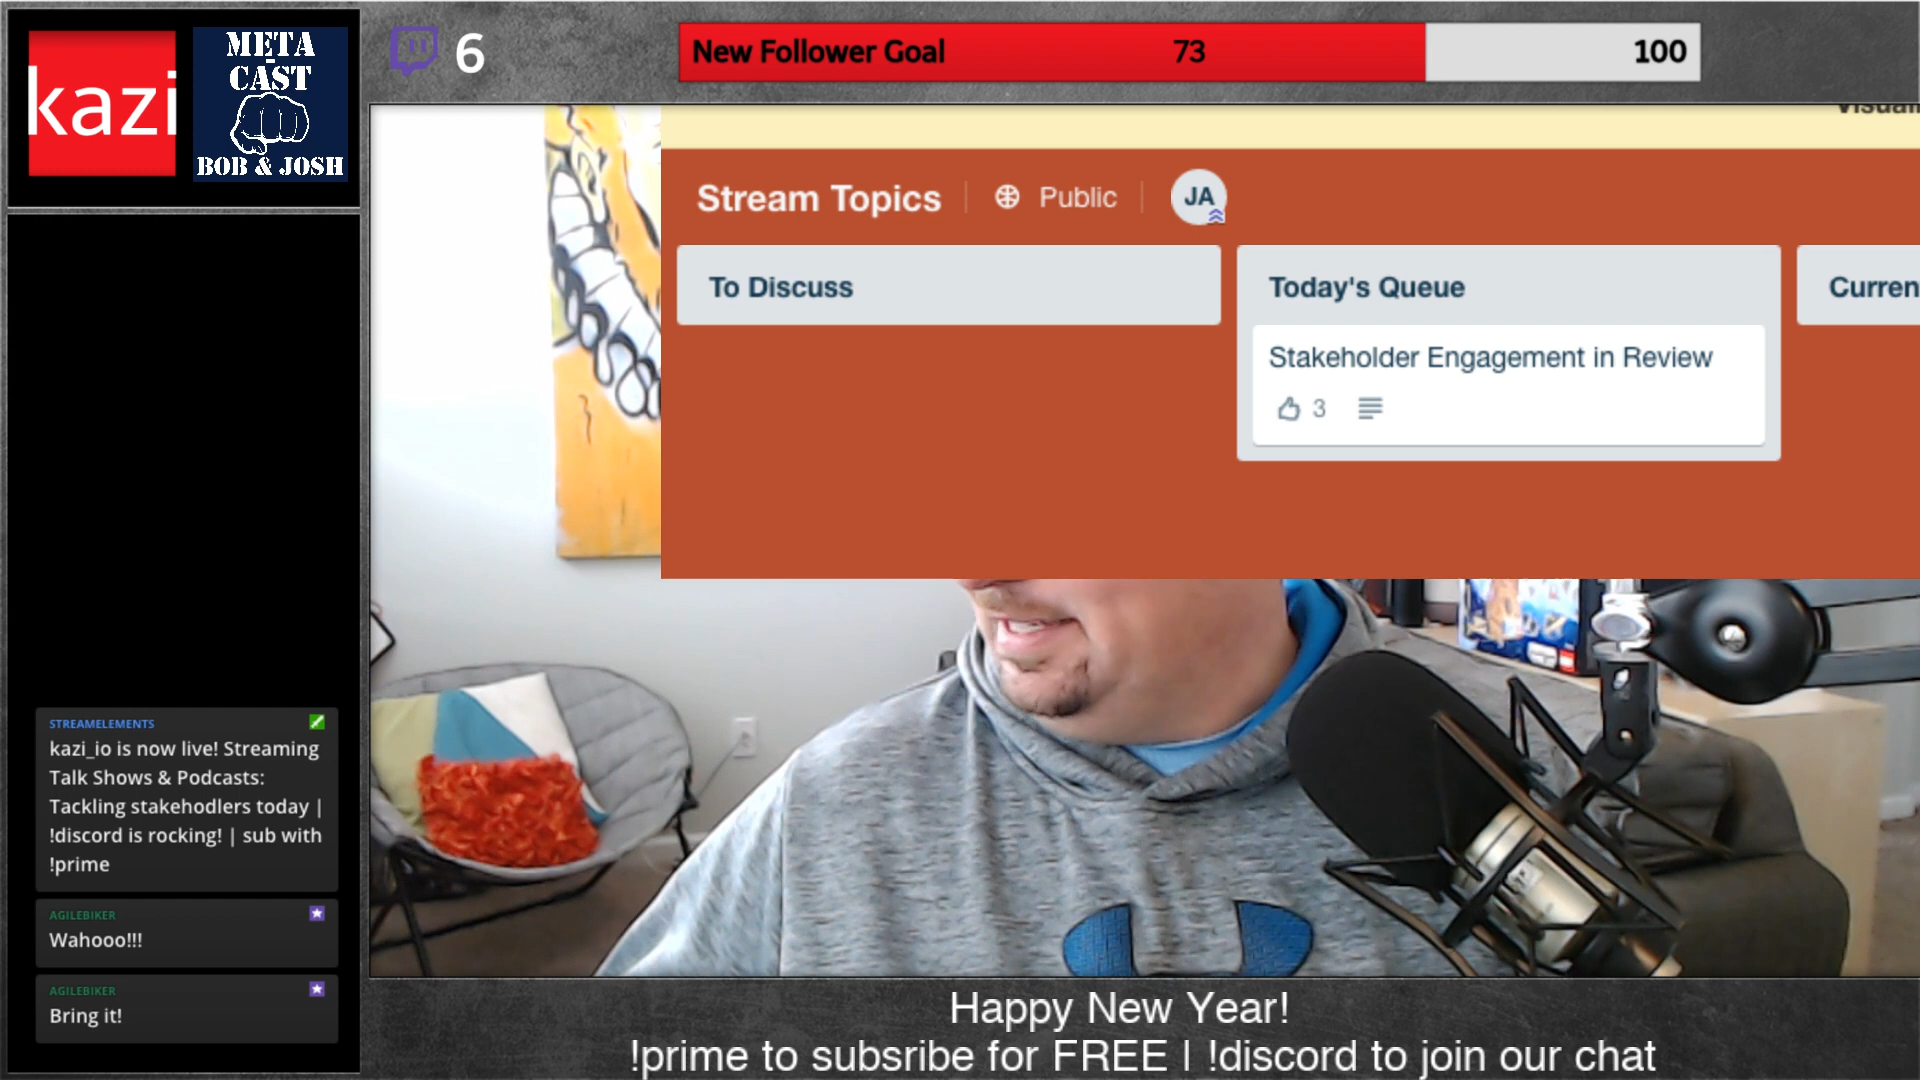 kazi
META
-
CAST
BOB & JOSH
6
New Follower Goal 73 100
Stream Topics Public JA
To Discuss
Today's Queue
Curren
Stakeholder Engagement in Review
3
STREAMELEMENTS
kazi_io is now live! Streaming
Talk Shows & Podcasts:
Tackling stakehodlers today |
!discord is rocking! | sub with
!prime
AGILEBIKER
Wahooo!!!
AGILEBIKER
Bring it!
Happy New Year!
!prime to subsribe for FREE | !discord to join our chat